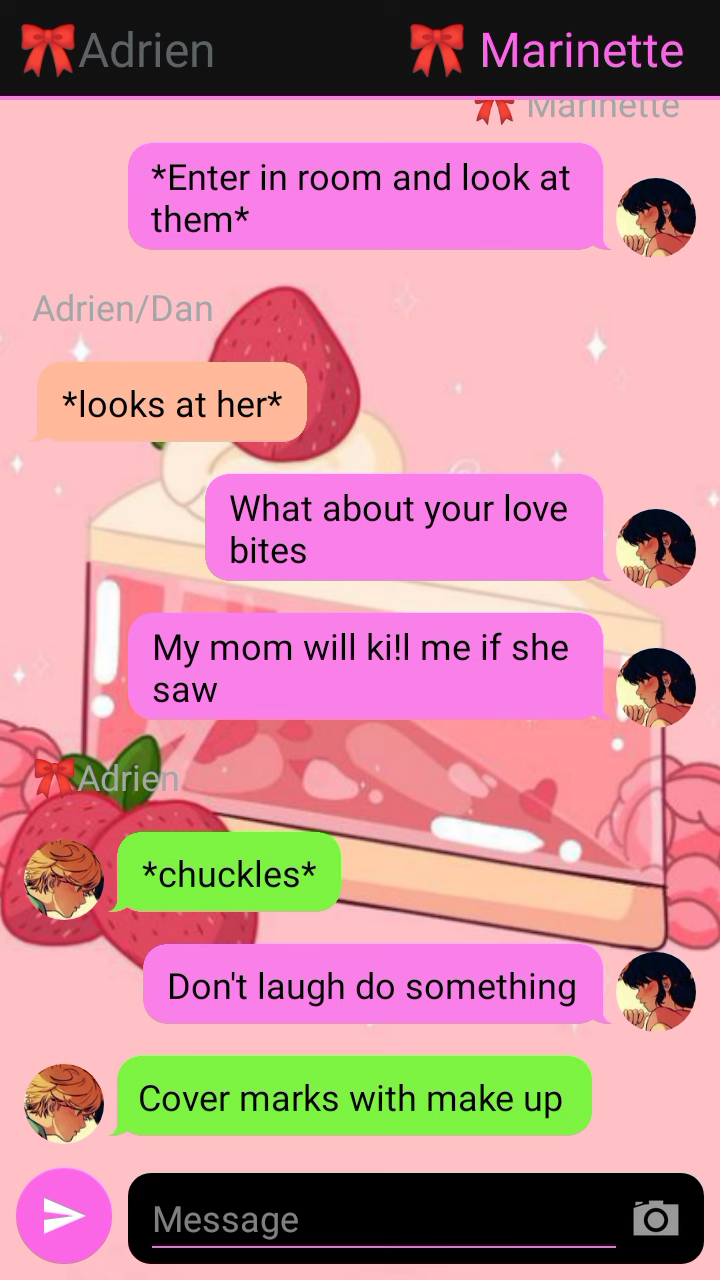 Adrien
Marinette
Marinette
*Enter in room and look at
them*
Adrien/Dan
*looks at her*
What about your love
bites
My mom will ki!l me if she
saw
Adrien
*chuckles*
Don't laugh do something
Cover marks with make up
Message